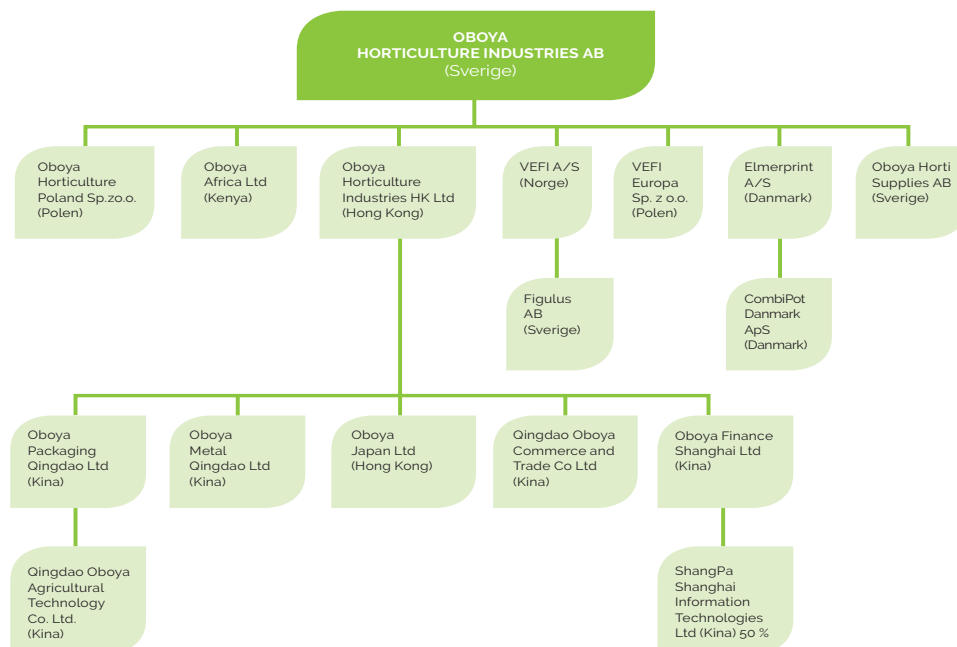 OBOYA
HORTICULTURE INDUSTRIES AB
(Sverige)
Oboya
Horticulture
Poland Sp.zo.o.
(Polen)
Oboya
Africa Ltd
(Kenya)
Oboya
Horticulture
Industries HK Ltd
(Hong Kong)
VEFI A/S
(Norge)
VEFI
Europa
Sp. z o.o.
(Polen)
Elmerprint
A/S
(Danmark)
Oboya Horti
Supplies AB
(Sverige)
Figulus
AB
(Sverige)
CombiPot
Danmark
ApS
(Danmark)
Oboya
Packaging
Qingdao Ltd
(Kina)
Oboya
Metal
Qingdao Ltd
(Kina)
Oboya
Japan Ltd
(Hong Kong)
Qingdao Oboya
Commerce and
Trade Co Ltd
(Kina)
Oboya Finance
Shanghai Ltd
(Kina)
Qingdao Oboya
Agricultural
Technology
Co. Ltd.
(Kina)
ShangPa
Shanghai
Information
Technologies
Ltd (Kina) 50 %